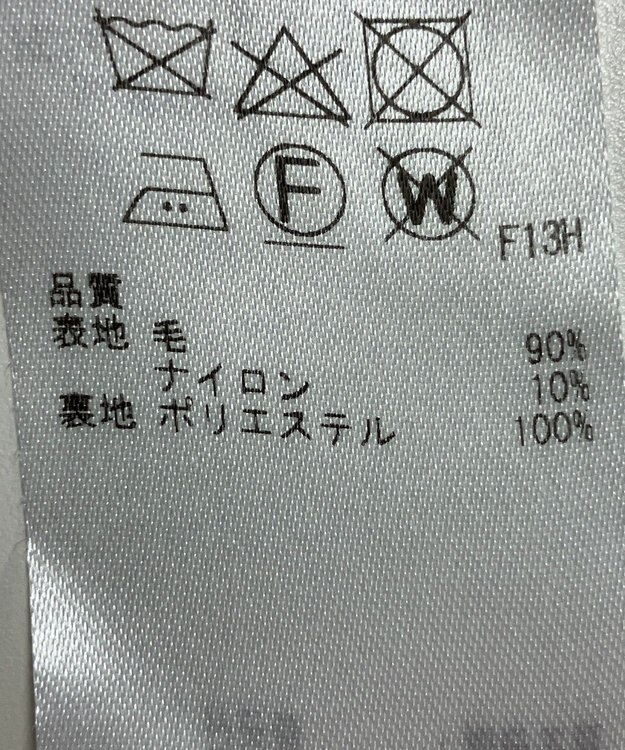 F W F13H
品質
表地 毛 90%
ナイロン 10%
裏地 ポリエステル 100%